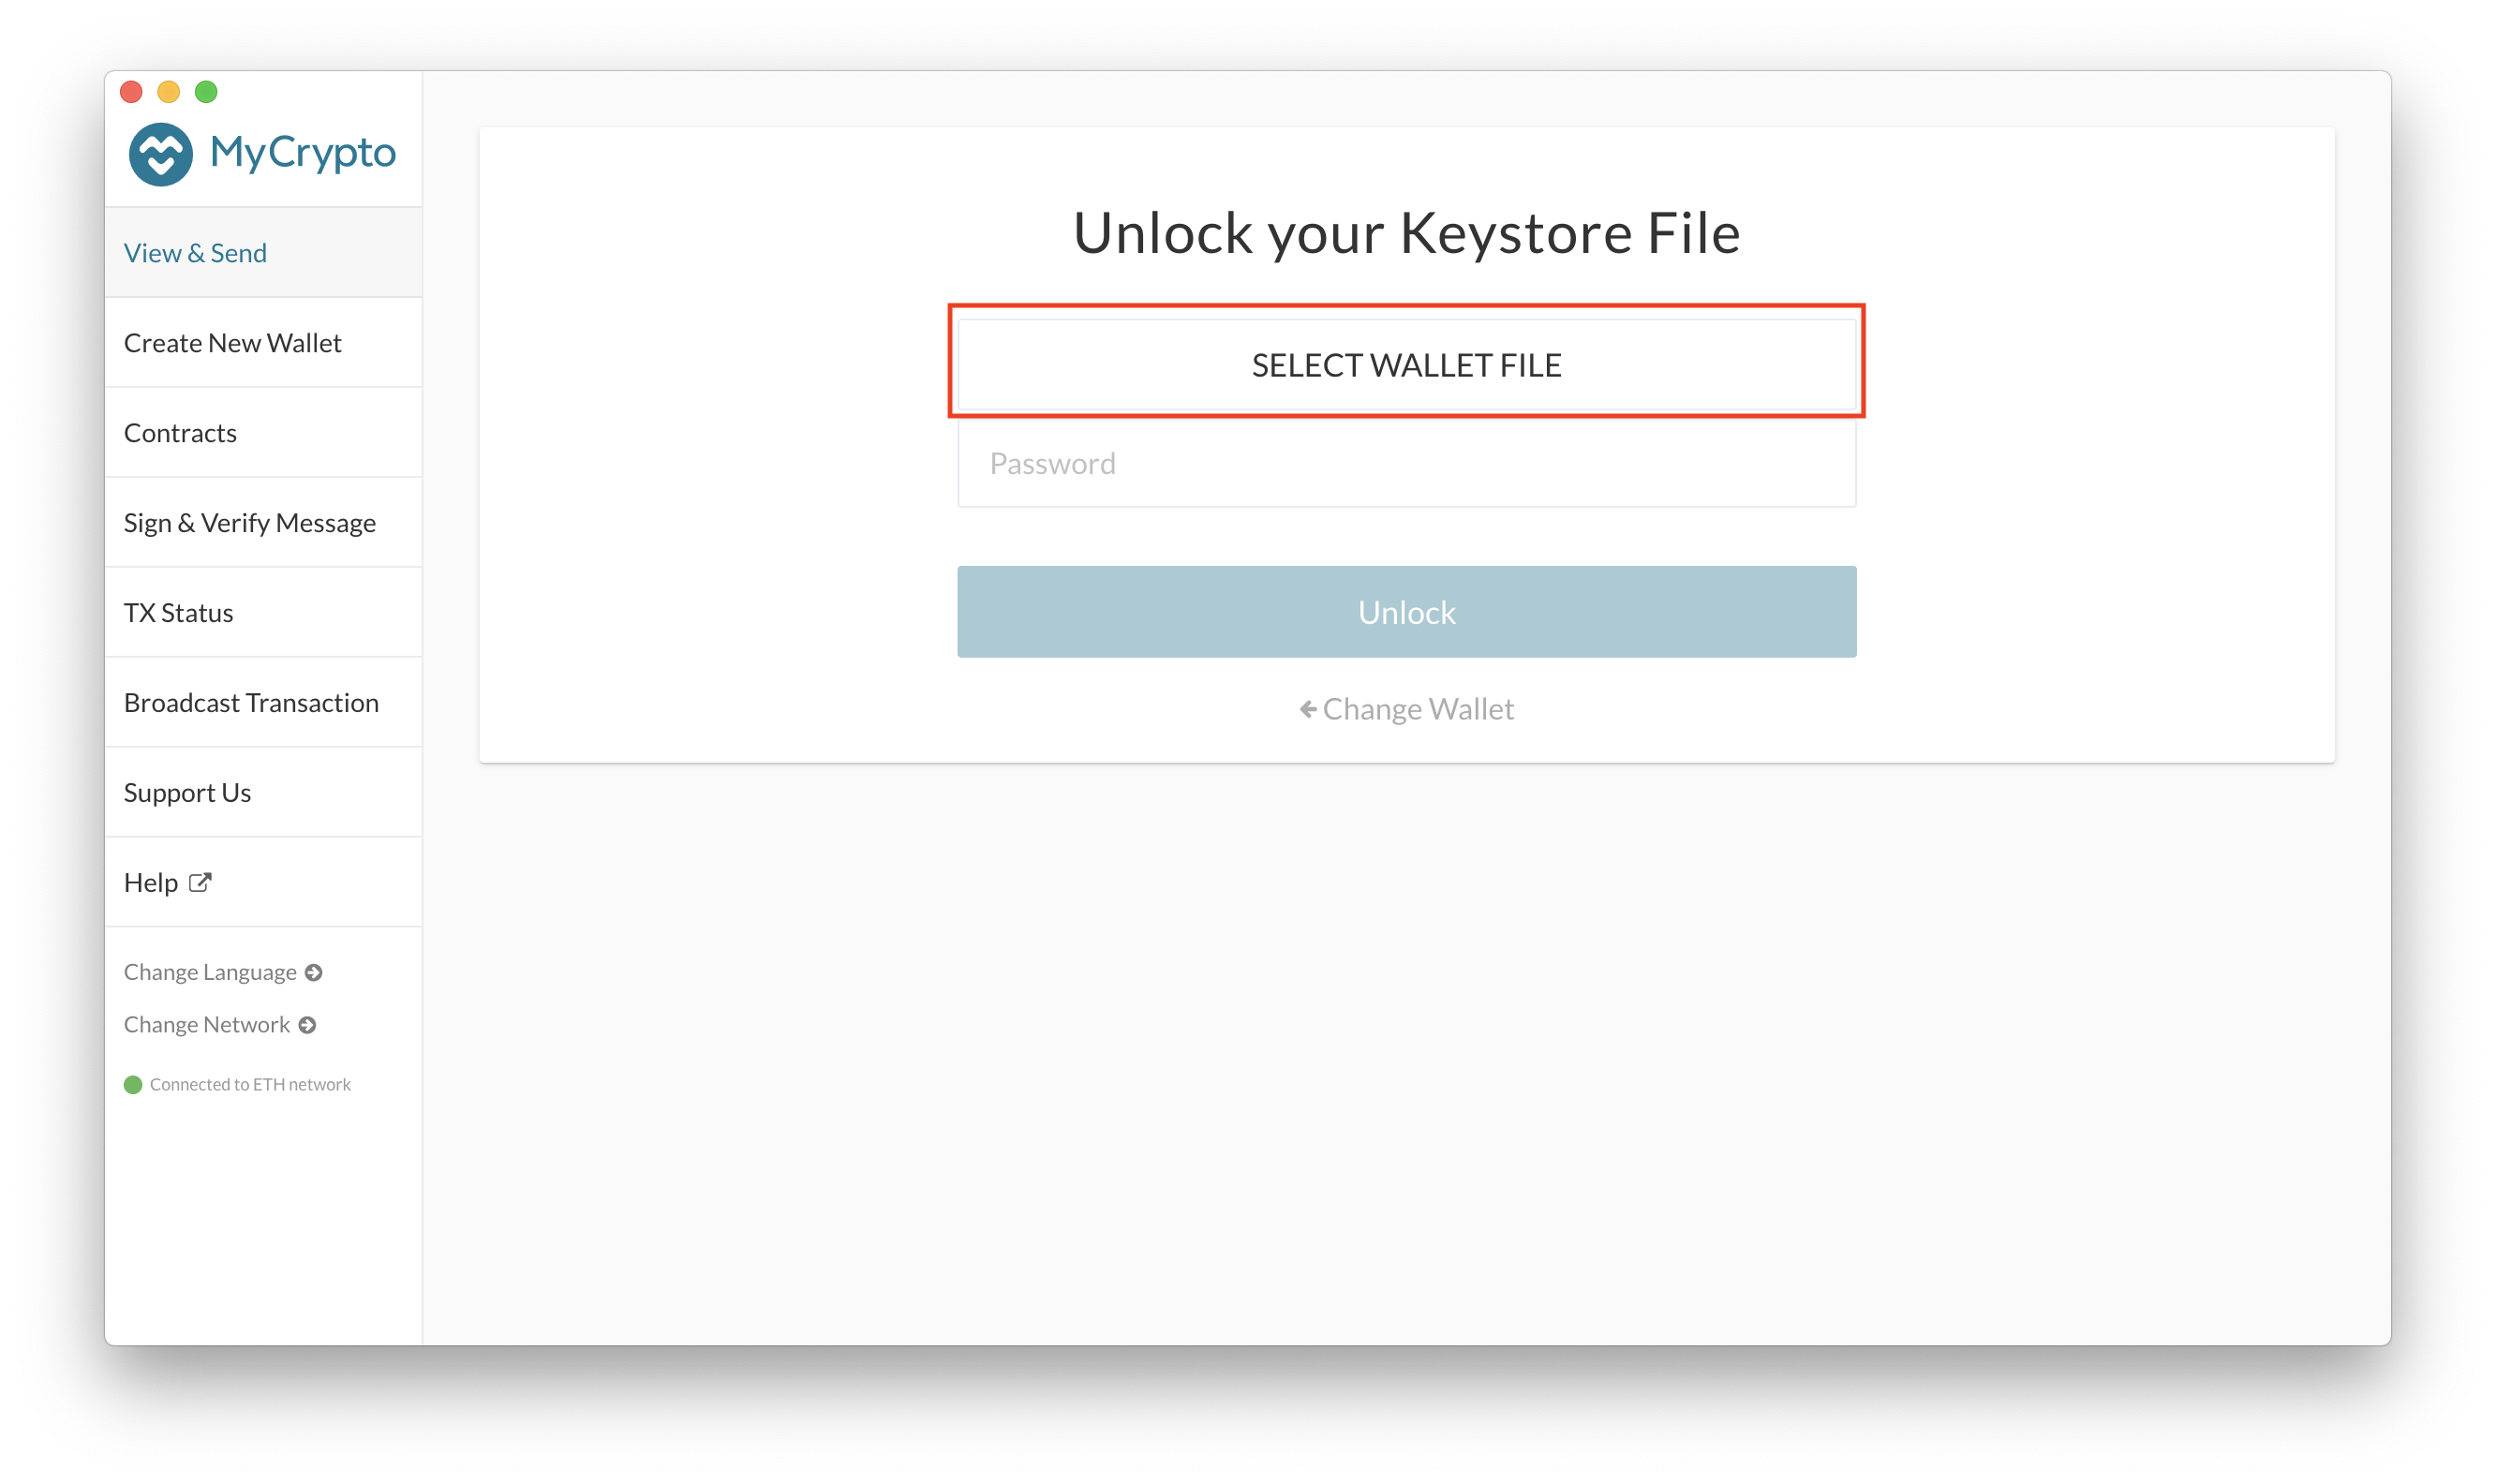 MyCrypto
View & Send
Create New Wallet
Contracts
Sign & Verify Message
TX Status
Broadcast Transaction
Support Us
Help
Change Language
Change Network
Connected to ETH network
Unlock your Keystore File
SELECT WALLET FILE
Password
Unlock
Change Wallet